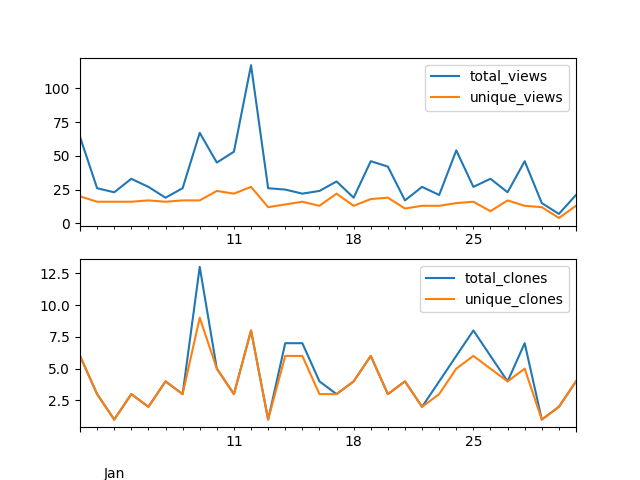 total_views
unique_views
100
75
50
25
0
11 18 25
total_clones
unique_clones
12.5
10.0
7.5
5.0
2.5
11 18 25
Jan